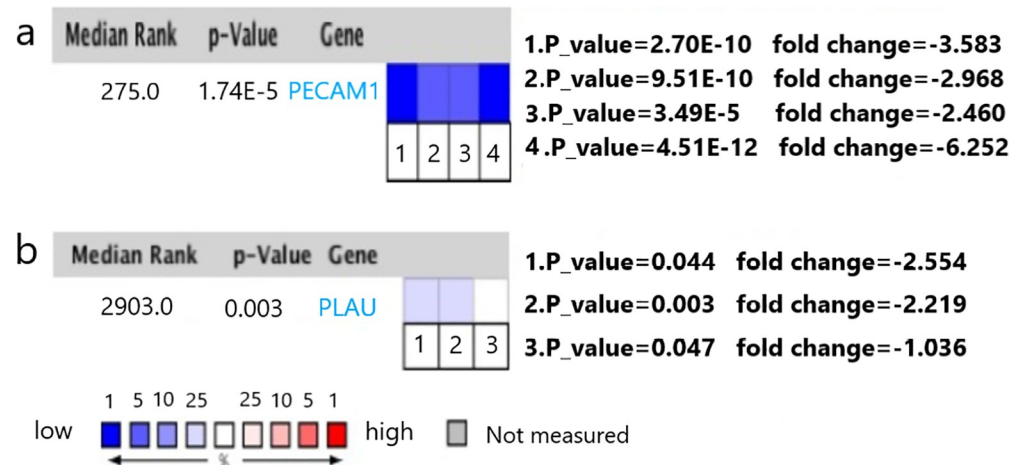 a
Median Rank p-Value Gene
275.0 1.74E-5 PECAM1
1 2 3 4
1.P_value=2.70E-10 fold change=-3.583
2.P_value=9.51E-10 fold change=-2.968
3.P_value=3.49E-5 fold change=-2.460
4.P_value=4.51E-12 fold change=-6.252
b
Median Rank p-Value Gene
2903.0 0.003 PLAU
1 2 3
1.P_value=0.044 fold change=-2.554
2.P_value=0.003 fold change=-2.219
3.P_value=0.047 fold change=-1.036
1 5 10 25 25 10 5 1
low high Not measured
%